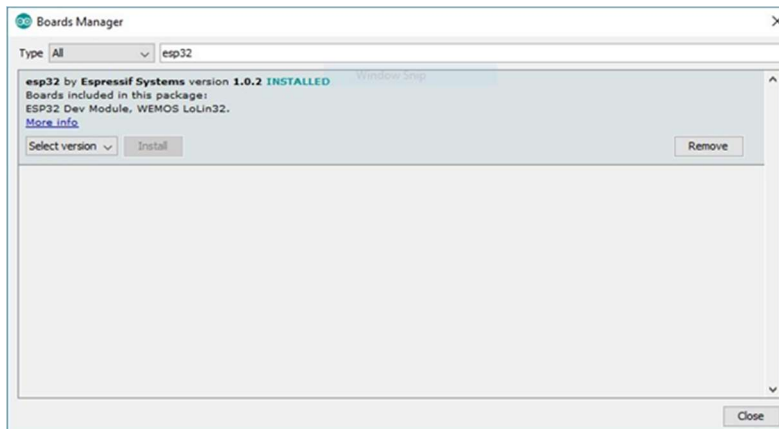 Boards Manager
Type All esp32
Window Snip
esp32 by Espressif Systems version 1.0.2 INSTALLED
Boards included in this package:
ESP32 Dev Module, WEMOS LoLin32.
More info
Select version Install Remove
Close